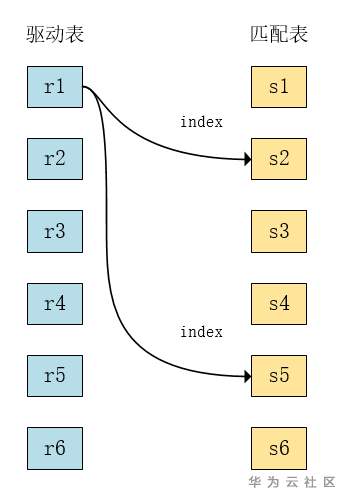 驱动表 匹配表
r1 s1
index
r2 s2
r3 s3
r4 s4
index
r5 s5
r6 s6
华为云社区